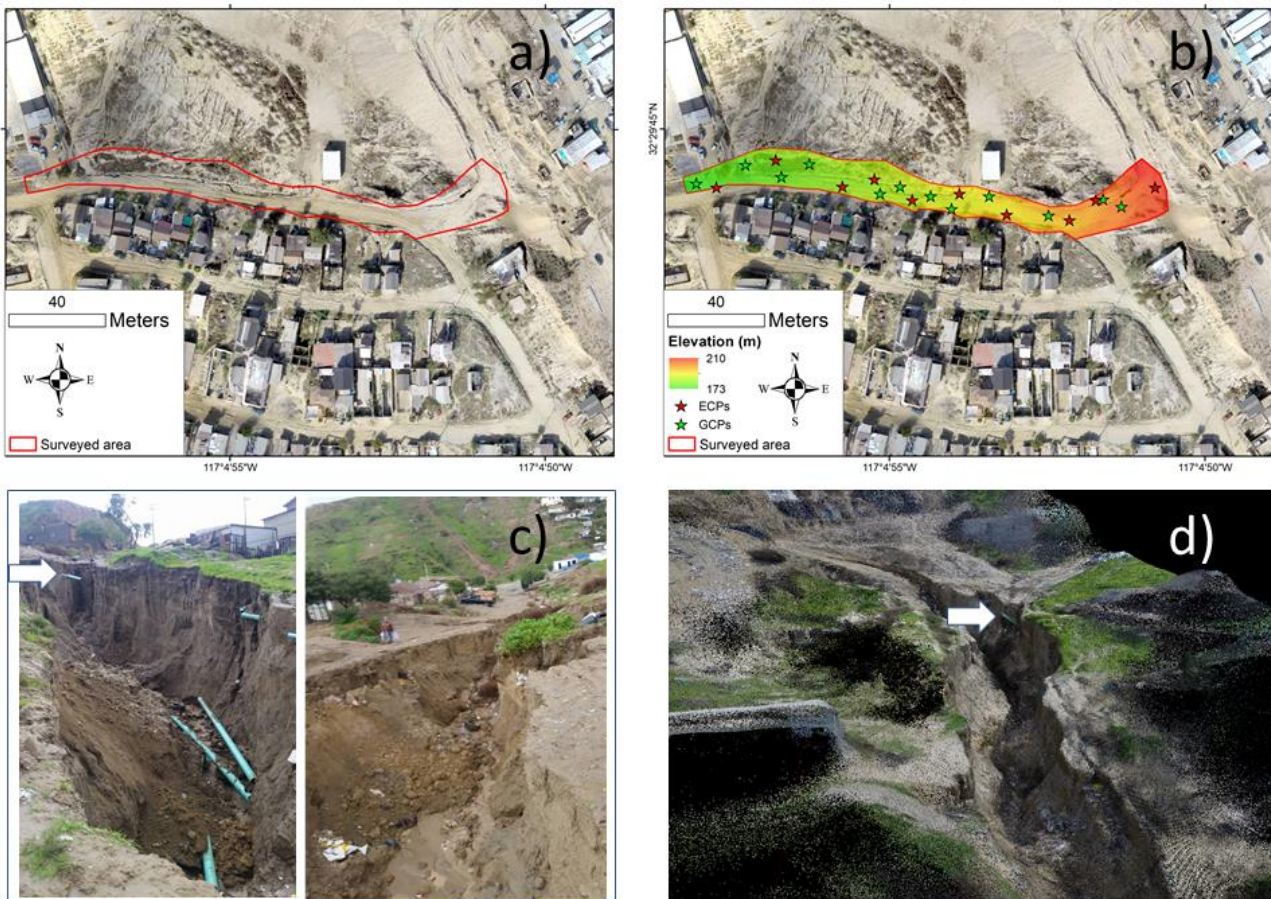 a)
40
Meters
N
W E
S
Surveyed area
117°4'55"W 117°4'50"W
b)
32°29'45"N
40
Meters
Elevation (m)
210
173
ECPs
GCPs
N
W E
S
Surveyed area
117°4'55"W 117°4'50"W
c)
d)